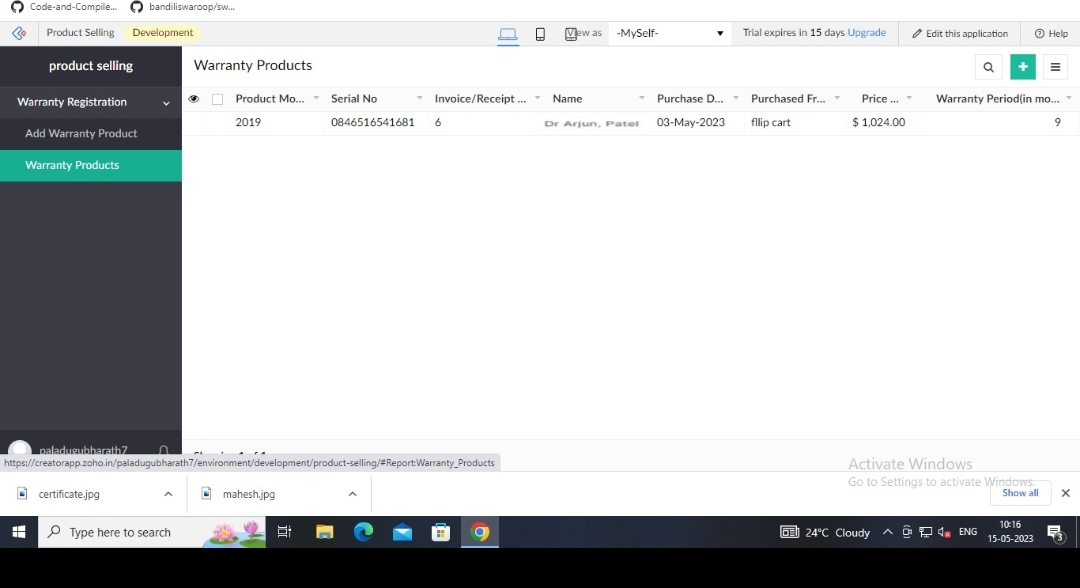 Code-and-Compile... bandiliswaroop/sw...
Product Selling Development View as -MySelf- Trial expires in 15 days Upgrade Edit this application Help
product selling
Warranty Products
Warranty Registration
Product Mo... Serial No Invoice/Receipt ... Name Purchase D... Purchased Fr... Price ... Warranty Period(in mo...
2019 0846516541681 6 Dr Arjun, Patel 03-May-2023 fllip cart $ 1,024.00 9
Add Warranty Product
Warranty Products
paladugubharath7
Showing 1 of 1
https://creatorapp.zoho.in/paladugubharath7/environment/development/product-selling/#Report:Warranty_Products
Activate Windows
Go to Settings to activate Windows.
certificate.jpg mahesh.jpg Show all
Type here to search 24°C Cloudy ENG 10:16
15-05-2023 3